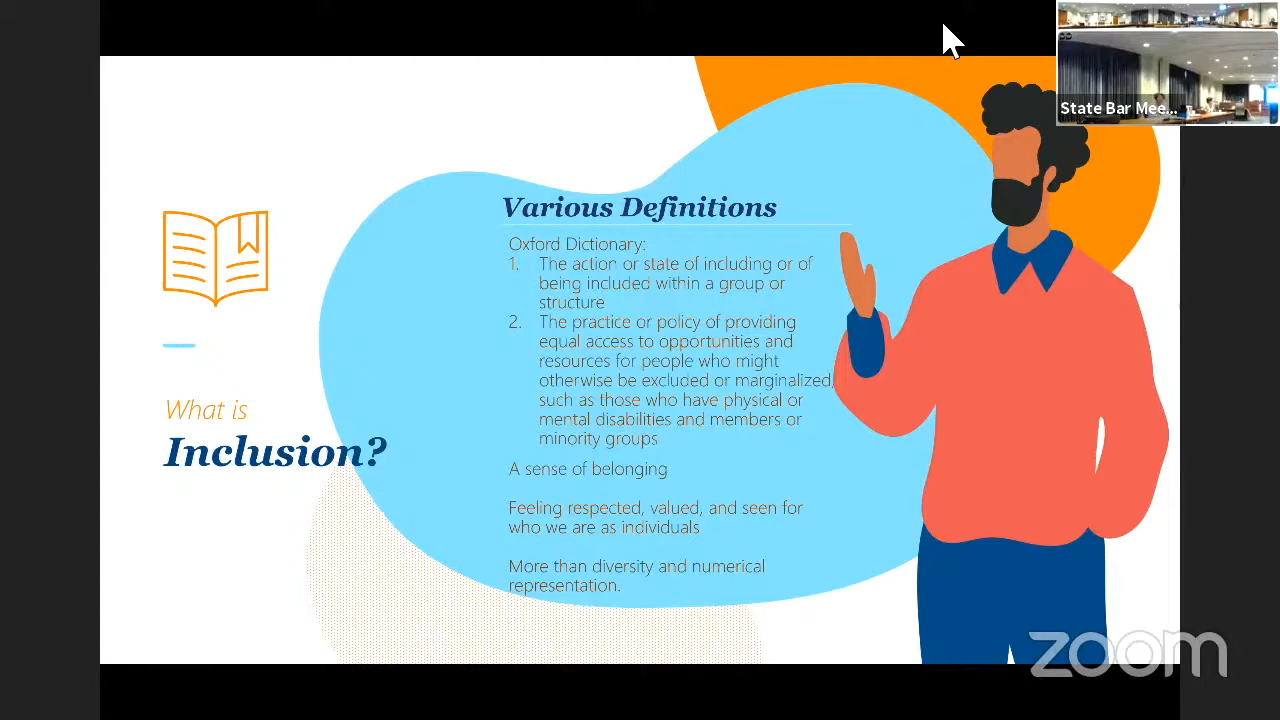 State Bar Mee...
What is
Inclusion?
Various Definitions
Oxford Dictionary:
1. The action or state of including or of
being included within a group or
structure
2. The practice or policy of providing
equal access to opportunities and
resources for people who might
otherwise be excluded or marginalized,
such as those who have physical or
mental disabilities and members or
minority groups
A sense of belonging
Feeling respected, valued, and seen for
who we are as individuals
More than diversity and numerical
representation.
zoom